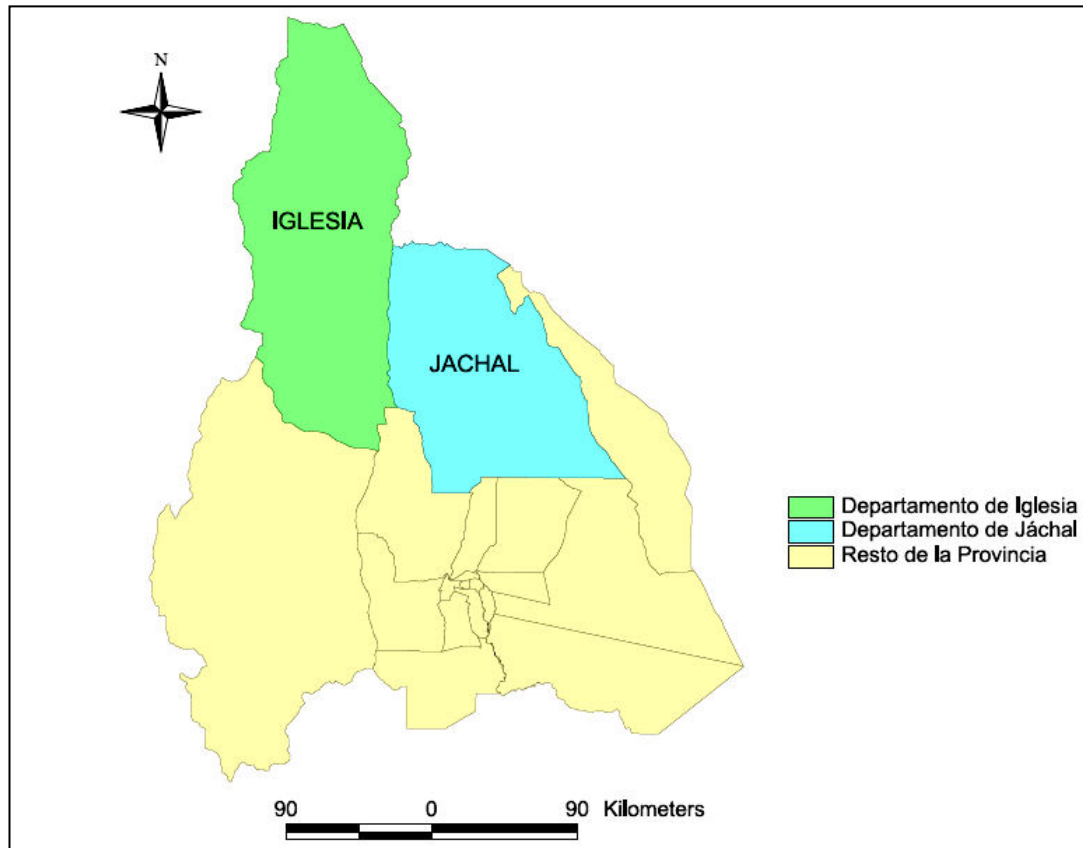 N
IGLESIA
JACHAL
Departamento de Iglesia
Departamento de Jáchal
Resto de la Provincia
90 0 90 Kilometers